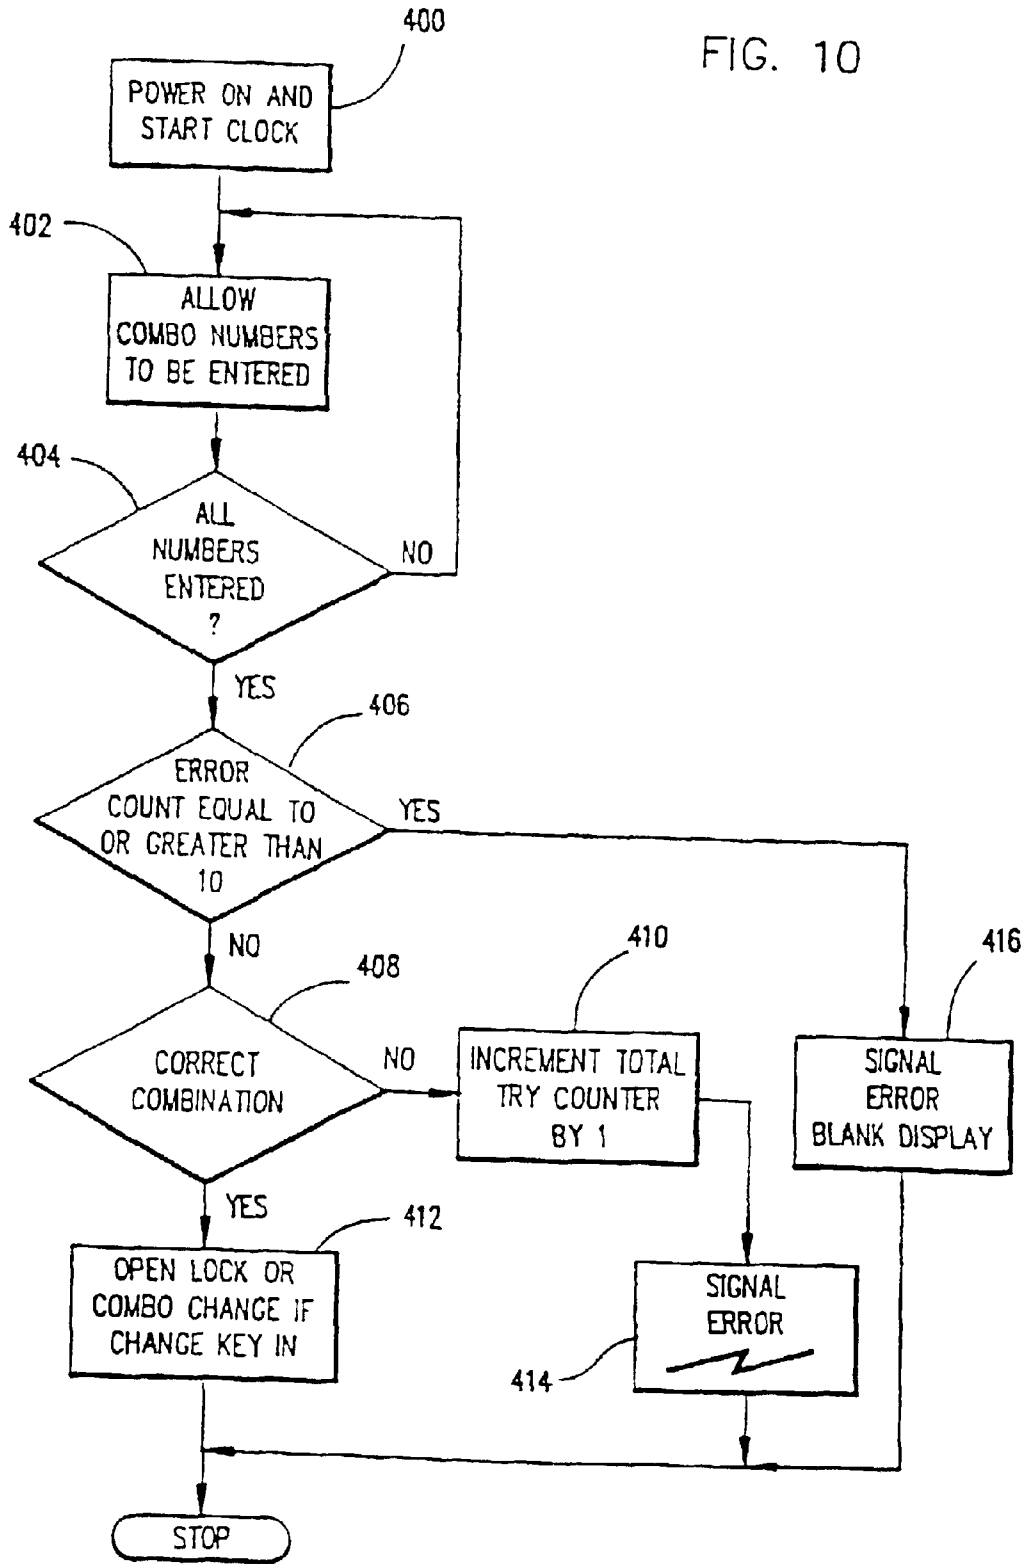 400
FIG. 10
POWER ON AND
START CLOCK
402
ALLOW
COMBO NUMBERS
TO BE ENTERED
404
ALL
NUMBERS
ENTERED
?
NO
YES
406
ERROR
COUNT EQUAL TO
OR GREATER THAN
10
YES
NO
408
CORRECT
COMBINATION
NO
410
INCREMENT TOTAL
TRY COUNTER
BY 1
416
SIGNAL
ERROR
BLANK DISPLAY
YES
412
OPEN LOCK OR
COMBO CHANGE IF
CHANGE KEY IN
SIGNAL
ERROR
414
STOP